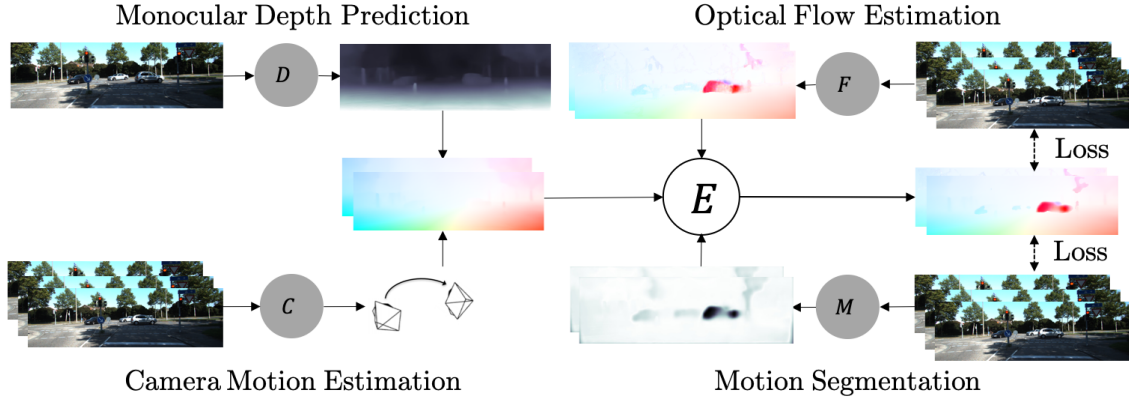 Monocular Depth Prediction
Optical Flow Estimation
D
F
Loss
E
Loss
C
M
Camera Motion Estimation
Motion Segmentation